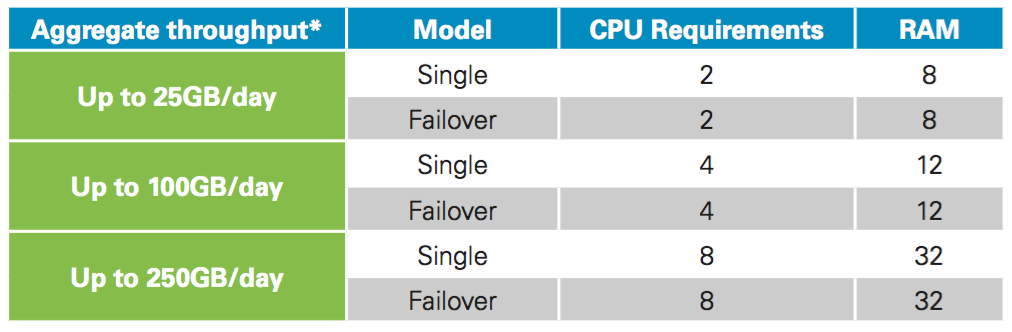 Aggregate throughput* Model CPU Requirements RAM
Up to 25GB/day Single 2 8
Failover 2 8
Up to 100GB/day Single 4 12
Failover 4 12
Up to 250GB/day Single 8 32
Failover 8 32